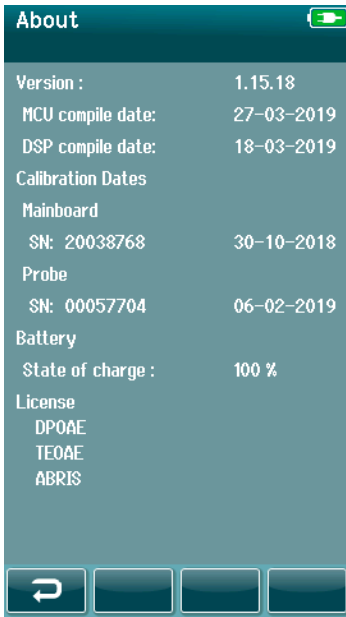 About
Version : 1.15.18
MCU compile date: 27-03-2019
DSP compile date: 18-03-2019
Calibration Dates
Mainboard
SN: 20038768 30-10-2018
Probe
SN: 00057704 06-02-2019
Battery
State of charge : 100 %
License
DPOAE
TEOAE
ABRIS